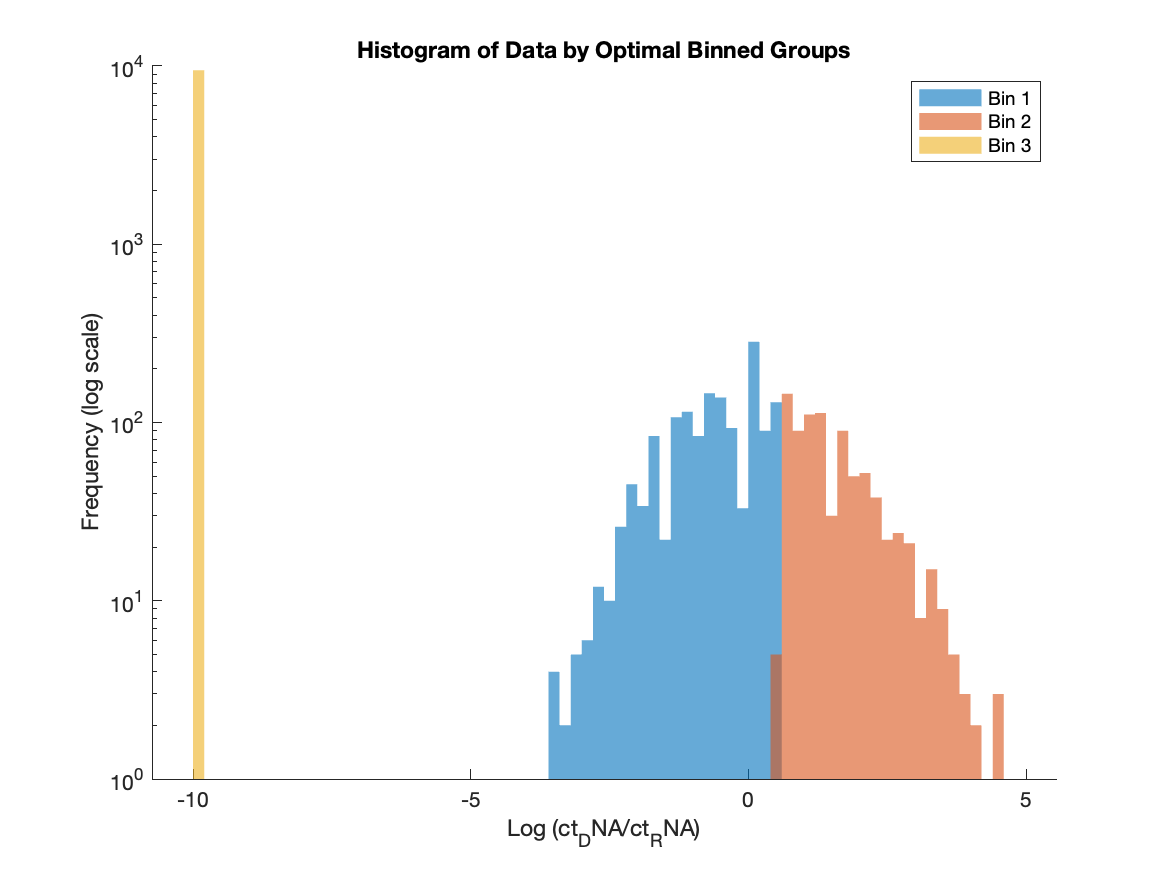 Histogram of Data by Optimal Binned Groups
Bin 1
Bin 2
Bin 3
Frequency (log scale)
10^4
10^3
10^2
10^1
10^0
-10 -5 0 5
Log (ct_DNA/ct_RNA)